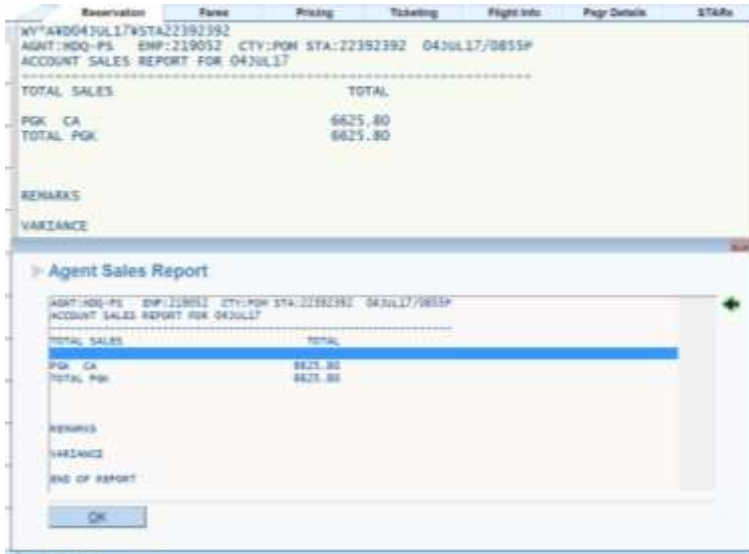 Reservation Fares Pricing Ticketing Flight Info Psgr Details STARs
WY*A¥D04JUL17¥STA22392392
AGNT:HDQ-PS EMP:219052 CTY:POM STA:22392392 04JUL17/0855P
ACCOUNT SALES REPORT FOR 04JUL17
--------------------------------------------------------------
TOTAL SALES TOTAL
PGK CA 6625.80
TOTAL PGK 6625.80
REMARKS
VARIANCE
Agent Sales Report
AGNT:HDQ-PS EMP:219052 CTY:POM STA:22392392 04JUL17/0855P
ACCOUNT SALES REPORT FOR 04JUL17
--------------------------------------------------------------
TOTAL SALES TOTAL
PGK CA 6625.80
TOTAL PGK 6625.80
REMARKS
VARIANCE
END OF REPORT
OK